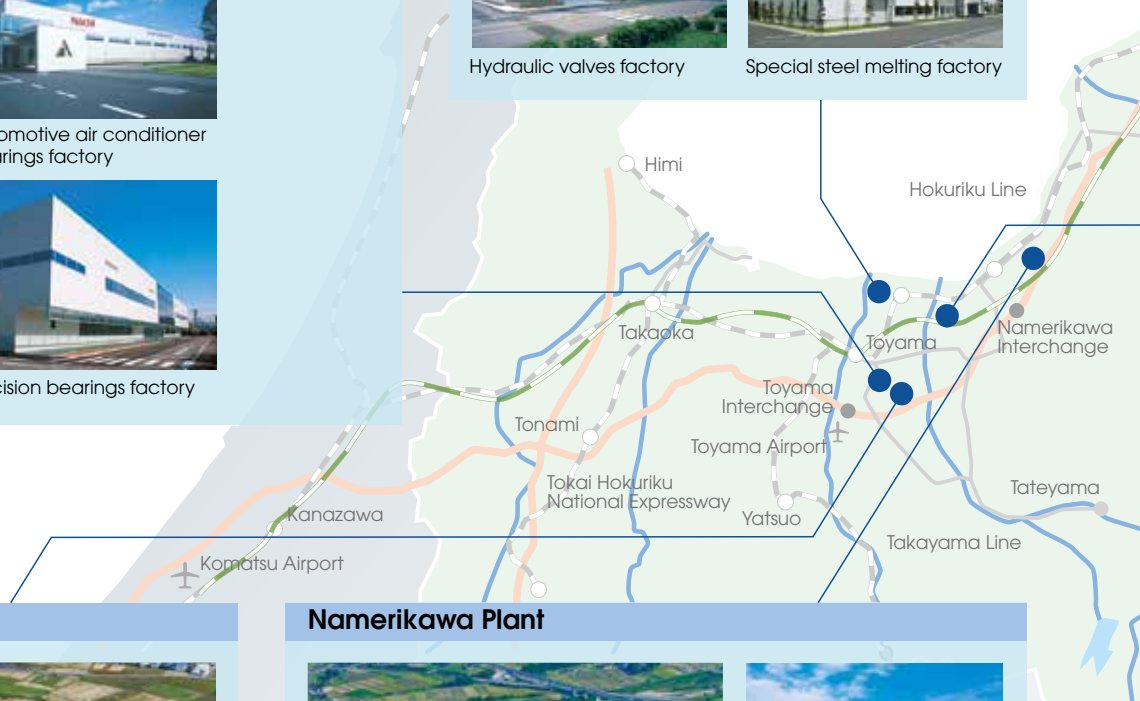 Hydraulic valves factory
Special steel melting factory
omotive air conditioner
rings factory
Himi
Hokuriku Line
Takaoka
Toyama
Namerikawa
Interchange
Toyama
Interchange
Tonami
Toyama Airport
cision bearings factory
Tokai Hokuriku
National Expressway
Tateyama
Yatsuo
Kanazawa
Takayama Line
Komatsu Airport
Namerikawa Plant